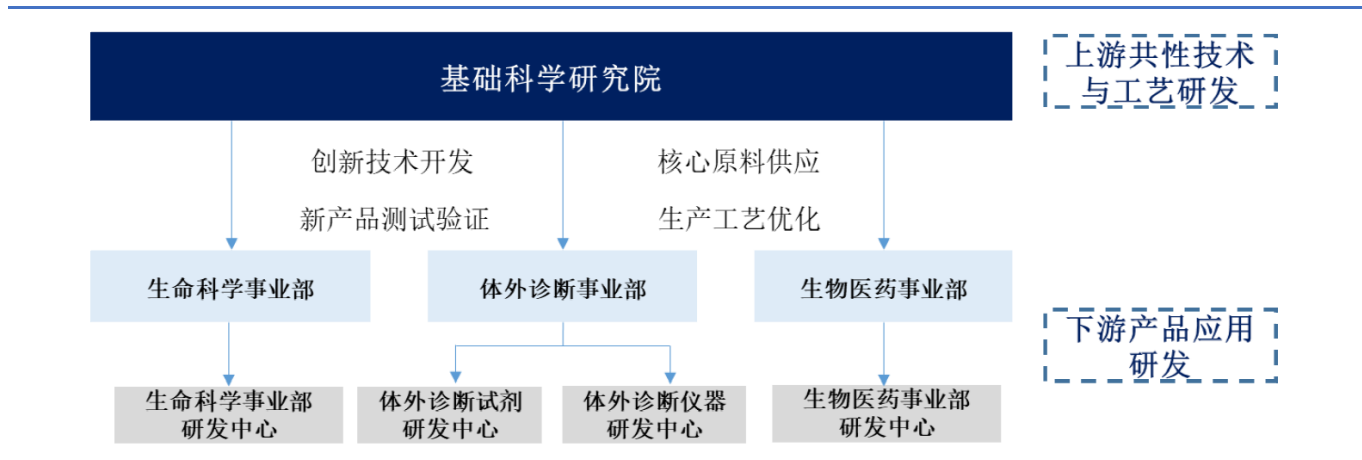 基础科学研究院
上游共性技术
与工艺研发
创新技术开发
核心原料供应
新产品测试验证
生产工艺优化
生命科学事业部
体外诊断事业部
生物医药事业部
下游产品应用
研发
生命科学事业部
研发中心
体外诊断试剂
研发中心
体外诊断仪器
研发中心
生物医药事业部
研发中心